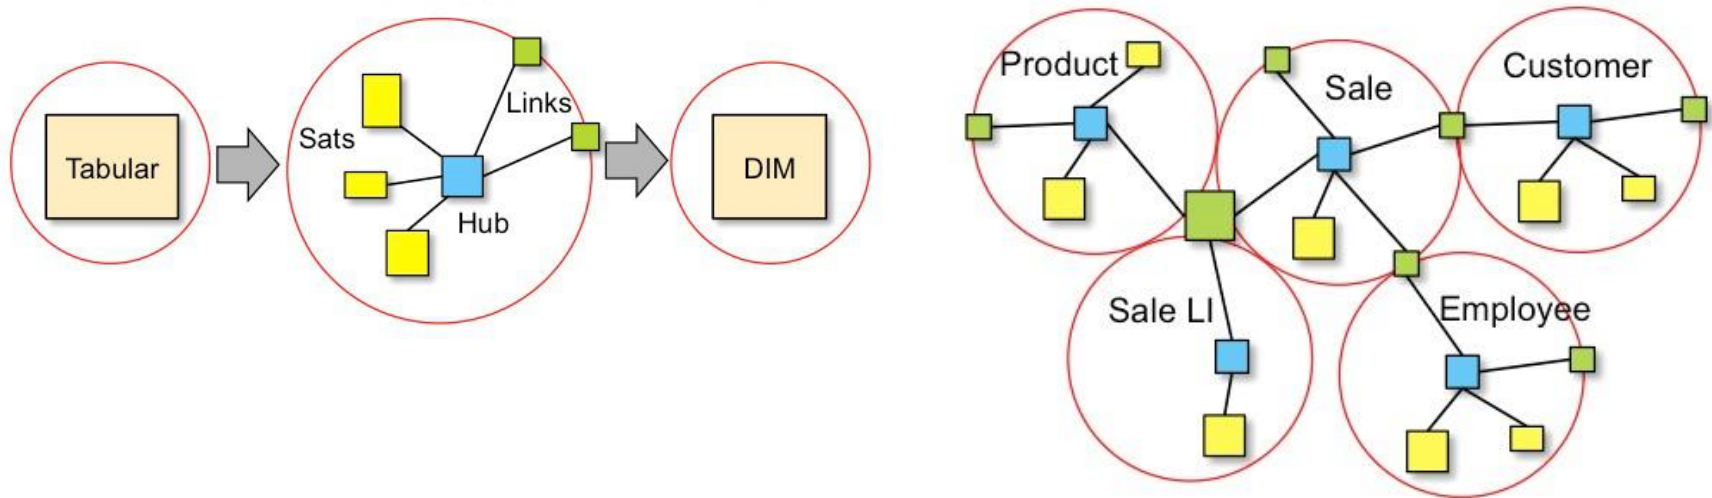 Tabular
Sats
Links
Hub
DIM
Product
Sale
Customer
Sale LI
Employee